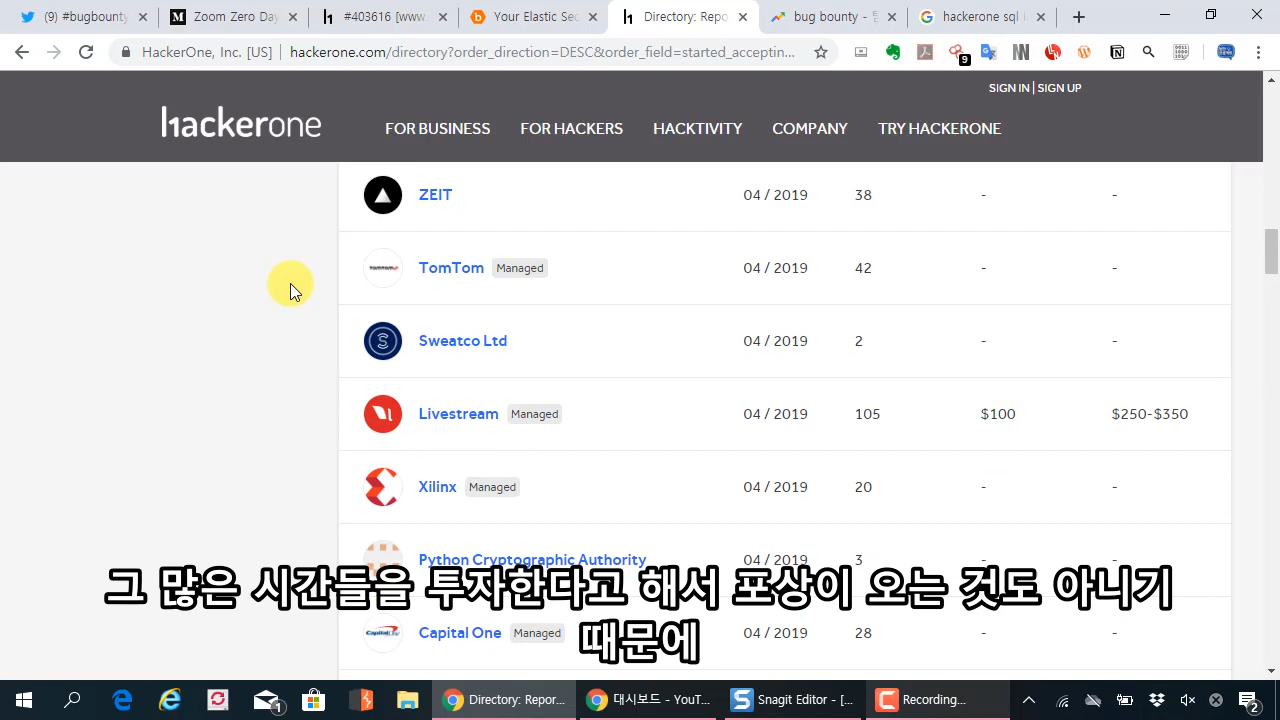 (9) #bugbounty
Zoom Zero Day
#403616 [www.
Your Elastic Sec
Directory: Repo
bug bounty -
hackerone sql i
HackerOne, Inc. [US] | hackerone.com/directory?order_direction=DESC&order_field=started_acceptin...
9
SIGN IN | SIGN UP
hackerone
FOR BUSINESS FOR HACKERS HACKTIVITY COMPANY TRY HACKERONE
ZEIT 04 / 2019 38 - -
TomTom Managed 04 / 2019 42 - -
Sweatco Ltd 04 / 2019 2 - -
Livestream Managed 04 / 2019 105 $100 $250-$350
Xilinx Managed 04 / 2019 20 - -
Python Cryptographic Authority 3 -
그 많은 시간들을 투자한다고 해서 포상이 오는 것도 아니기
때문에
Capital One Managed 04 / 2019 28 - -
1
Directory: Repor...
대시보드 - YouT...
Snagit Editor - [...
Recording...
2